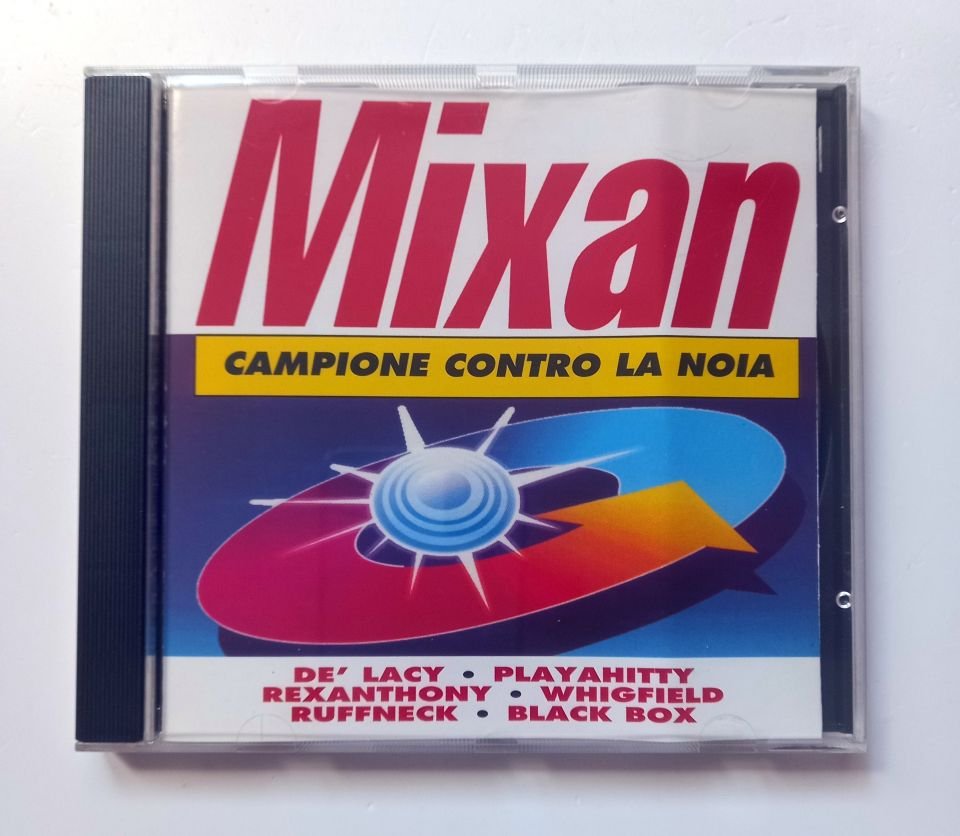 Mixan
CAMPIONE CONTRO LA NOIA
DE' LACY • PLAYAHITTY
REXANTHONY • WHIGFIELD
RUFFNECK • BLACK BOX